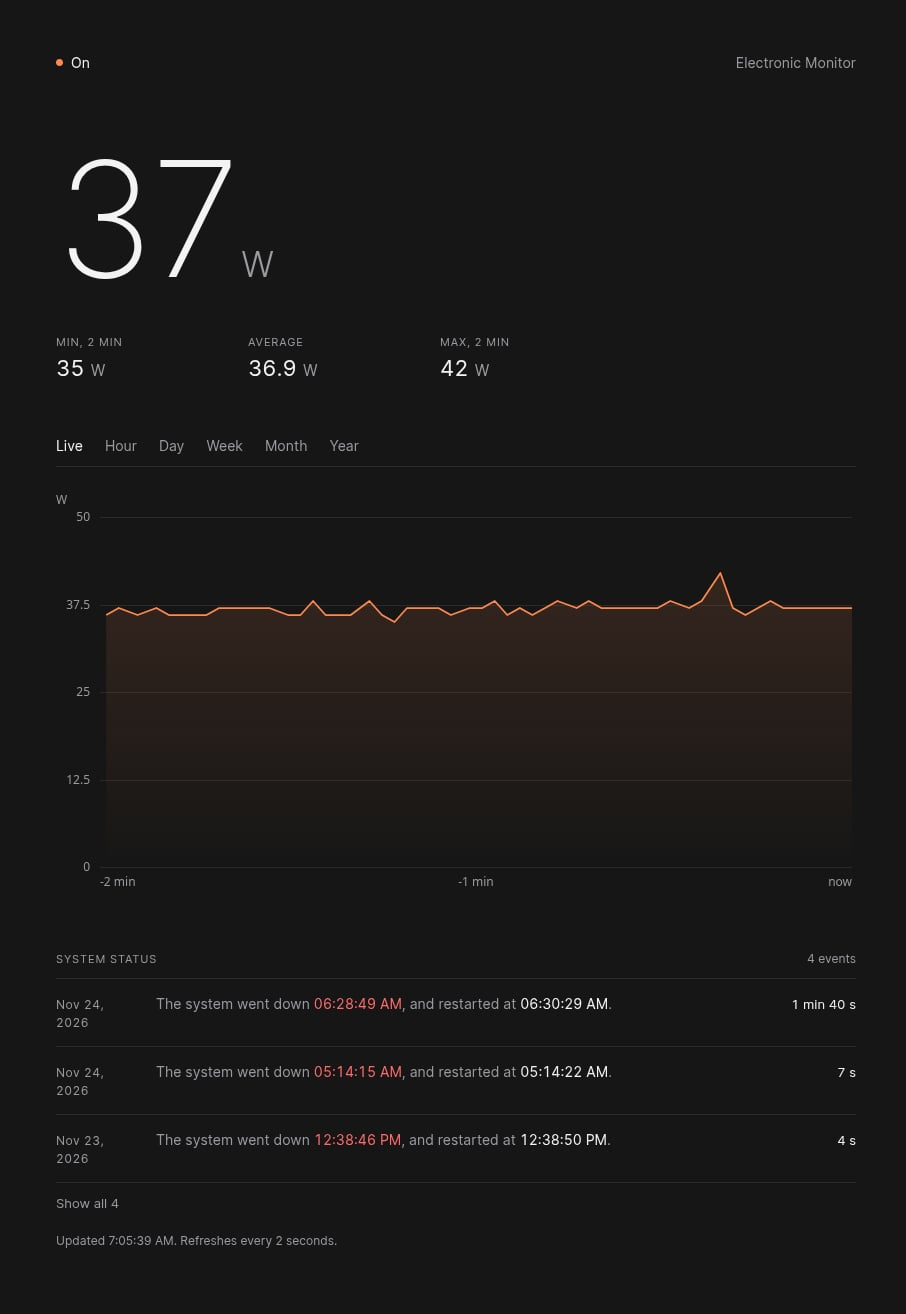 On
Electronic Monitor
37 W
MIN, 2 MIN
AVERAGE
MAX, 2 MIN
35 W
36.9 W
42 W
Live Hour Day Week Month Year
W
50
37.5
25
12.5
0
-2 min
-1 min
now
SYSTEM STATUS
4 events
Nov 24,
2026
The system went down 06:28:49 AM, and restarted at 06:30:29 AM.
1 min 40 s
Nov 24,
2026
The system went down 05:14:15 AM, and restarted at 05:14:22 AM.
7 s
Nov 23,
2026
The system went down 12:38:46 PM, and restarted at 12:38:50 PM.
4 s
Show all 4
Updated 7:05:39 AM. Refreshes every 2 seconds.